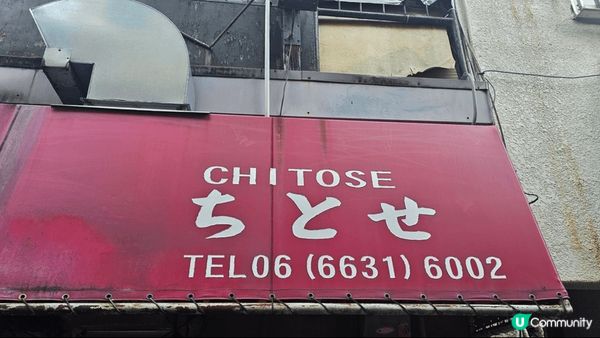 CHITOSE
ちとせ
TEL06 (6631) 6002
U Community